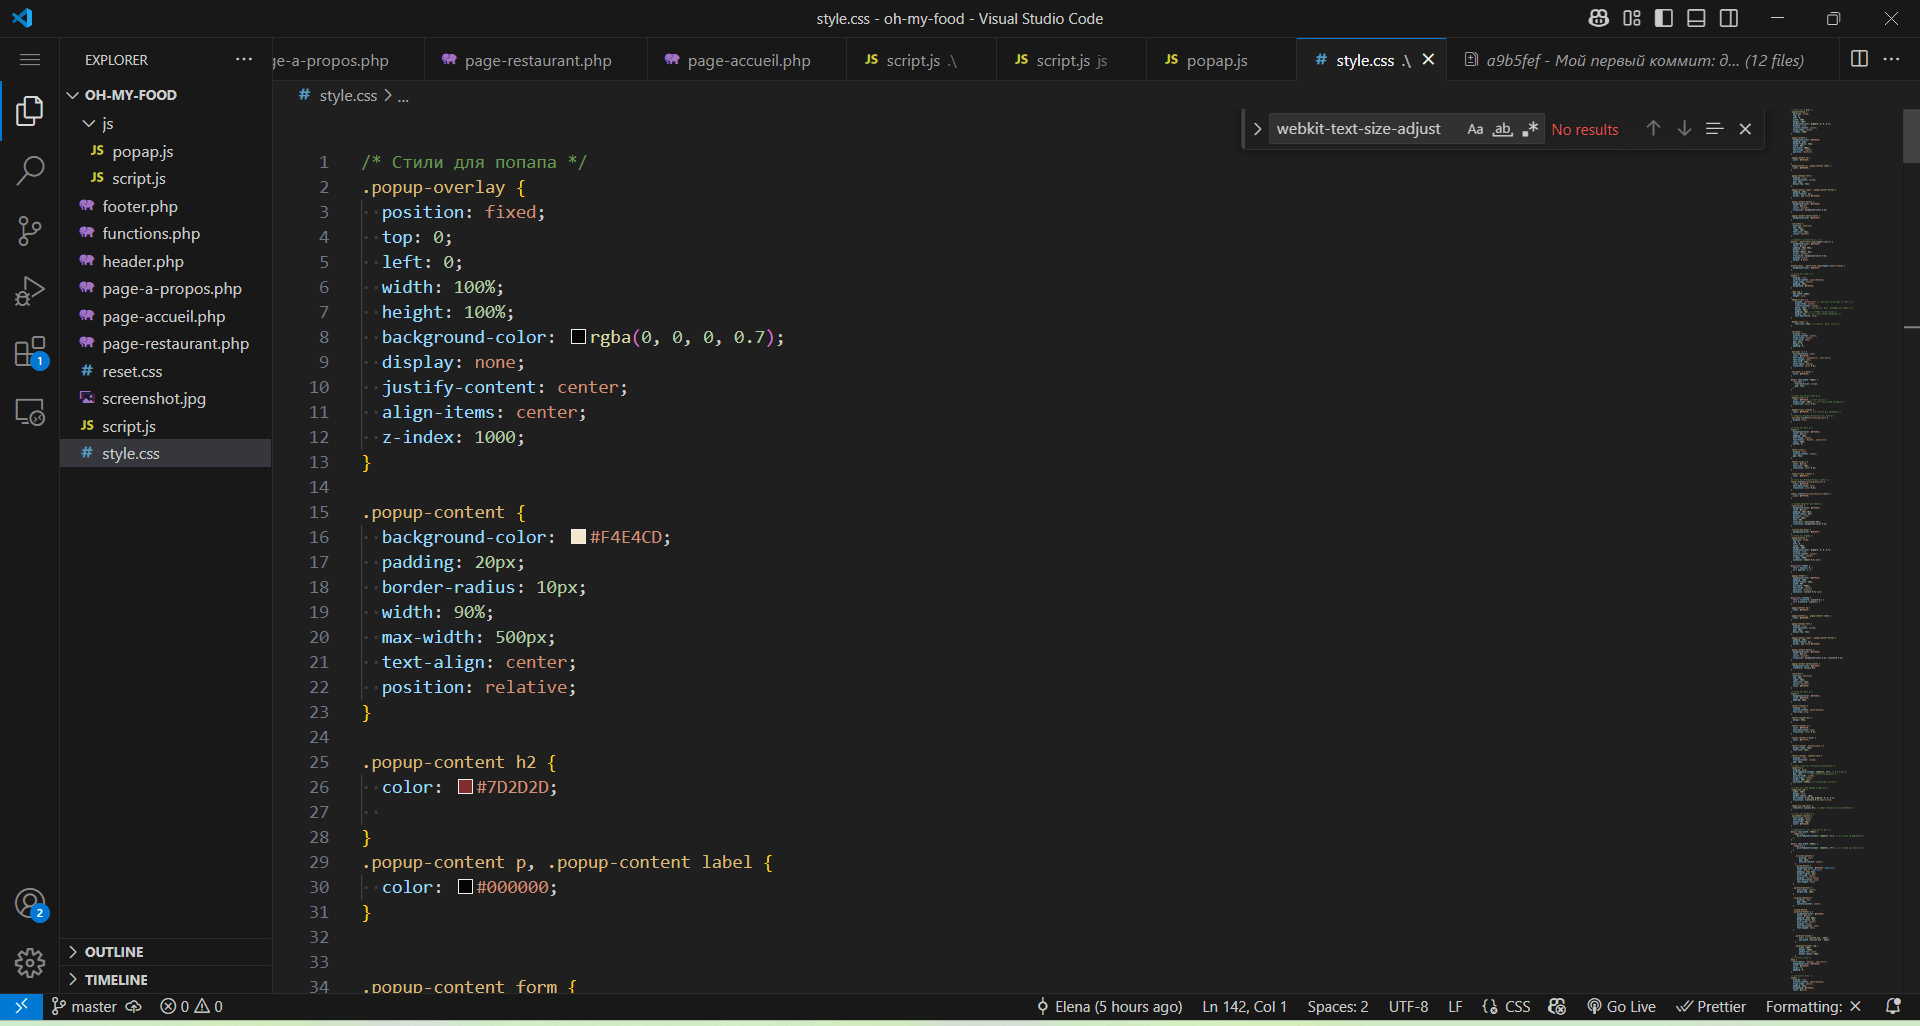 style.css - oh-my-food - Visual Studio Code
EXPLORER
ge-a-propos.php
page-restaurant.php
page-accueil.php
JS script.js .\
JS script.js js
JS popap.js
# style.css .\
a9b5fef - Мой первый коммит: д... (12 files)
OH-MY-FOOD
js
JS popap.js
JS script.js
footer.php
functions.php
header.php
page-a-propos.php
page-accueil.php
page-restaurant.php
# reset.css
screenshot.jpg
JS script.js
# style.css
1
2
OUTLINE
TIMELINE
# style.css > ...
webkit-text-size-adjust
Aa ab .* No results
1 /* Стили для попапа */
2 .popup-overlay {
3 position: fixed;
4 top: 0;
5 left: 0;
6 width: 100%;
7 height: 100%;
8 background-color: rgba(0, 0, 0, 0.7);
9 display: none;
10 justify-content: center;
11 align-items: center;
12 z-index: 1000;
13 }
14
15 .popup-content {
16 background-color: #F4E4CD;
17 padding: 20px;
18 border-radius: 10px;
19 width: 90%;
20 max-width: 500px;
21 text-align: center;
22 position: relative;
23 }
24
25 .popup-content h2 {
26 color: #7D2D2D;
27
28 }
29 .popup-content p, .popup-content label {
30 color: #000000;
31 }
32
33
34 .popup-content form {
master
0 0
Elena (5 hours ago)
Ln 142, Col 1
Spaces: 2
UTF-8
LF
{} CSS
Go Live
Prettier
Formatting: ×